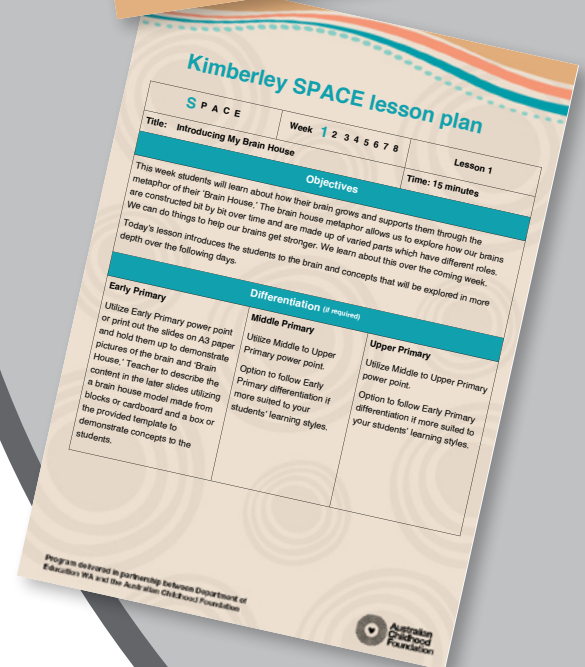 Kimberley SPACE lesson plan
S P A C E
Week 1 2 3 4 5 6 7 8
Lesson 1
Title: Introducing My Brain House
Time: 15 minutes
Objectives
This week students will learn about how their brain grows and supports them through the
metaphor of their 'Brain House.' The brain house metaphor allows us to explore how our brains
are constructed bit by bit over time and are made up of varied parts which have different roles.
We can do things to help our brains get stronger. We learn about this over the coming week.
Today's lesson introduces the students to the brain and concepts that will be explored in more
depth over the following days.
Differentiation (if required)
Early Primary
Utilize Early Primary power point
or print out the slides on A3 paper
and hold them up to demonstrate
pictures of the brain and 'Brain
House,' Teacher to describe the
content in the later slides utilizing
a brain house model made from
blocks or cardboard and a box or
the provided template to
demonstrate concepts to the
students.
Middle Primary
Utilize Middle to Upper
Primary power point.
Option to follow Early
Primary differentiation if
more suited to your
students' learning styles.
Upper Primary
Utilize Middle to Upper Primary
power point.
Option to follow Early Primary
differentiation if more suited to
your students' learning styles.
Program delivered in partnership between Department of
Education WA and the Australian Childhood Foundation
Australian
Childhood
Foundation